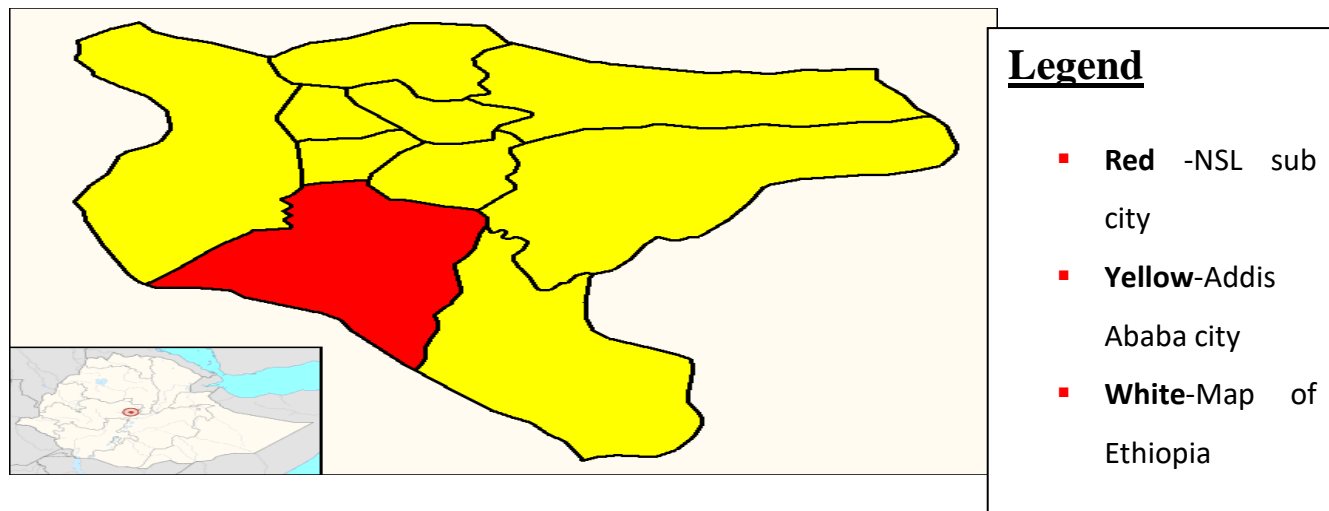 Legend
▪ Red -NSL sub
city
▪ Yellow-Addis
Ababa city
▪ White-Map of
Ethiopia